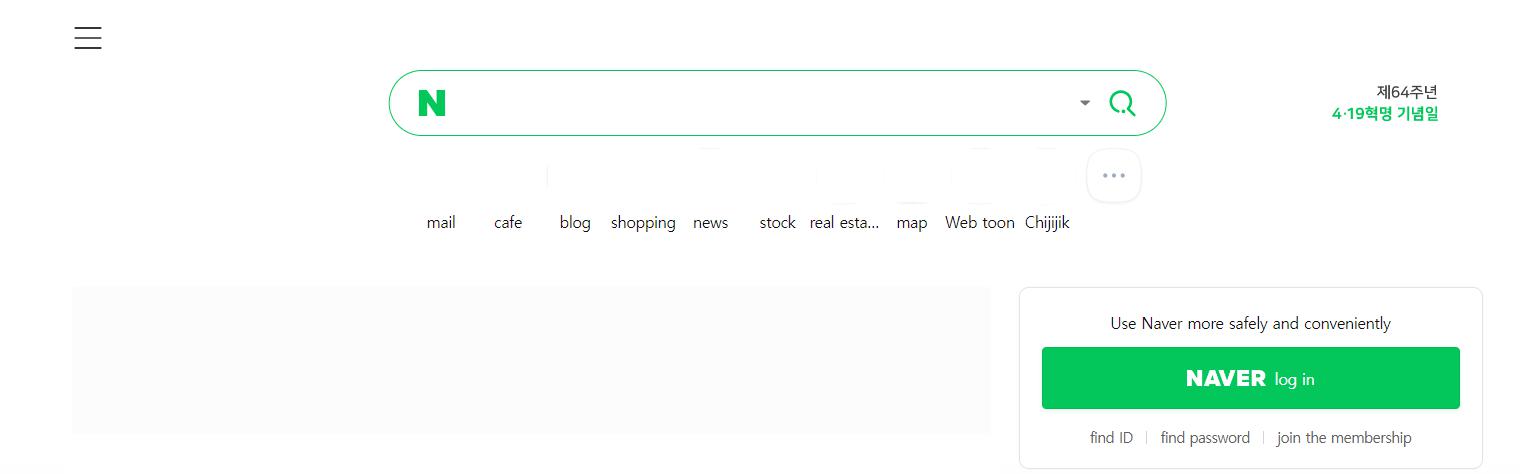 N
제64주년
4·19혁명 기념일
mail cafe blog shopping news stock real esta... map Web toon Chijijik
Use Naver more safely and conveniently
NAVER log in
find ID find password join the membership